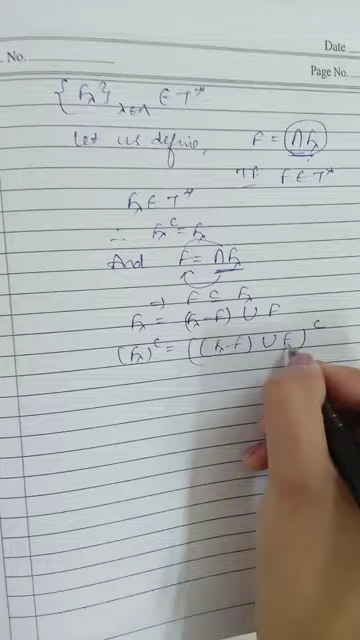 Date
. No.
Page No.
{Fλ}λ∈Λ ∈ T*
Let us define, F = ∩Fλ
TP F ∈ T*
Fλ ∈ T*
∴ Fλ^c = Fλ
And F = ∩Fλ
⇒ F ⊆ Fλ
Fλ = (Fλ-F) ∪ F
(Fλ)^c = ((Fλ-F) ∪ F)^c